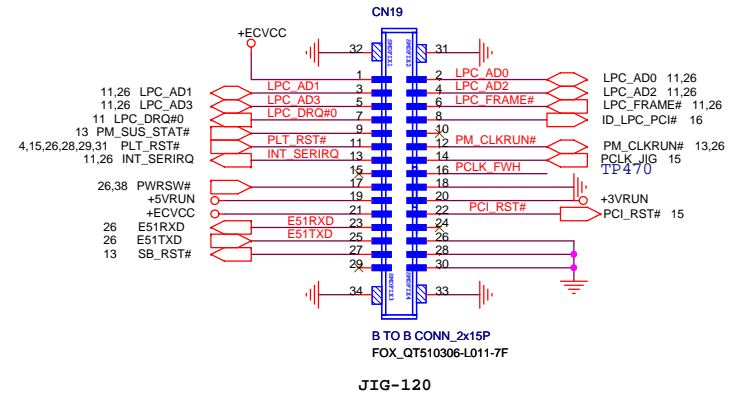 CN19
+ECVCC
32 SMDFIX1 SMDFIX2 31
1 2 LPC_AD0 LPC_AD0 11,26
11,26 LPC_AD1 LPC_AD1 3 4 LPC_AD2 LPC_AD2 11,26
11,26 LPC_AD3 LPC_AD3 5 6 LPC_FRAME# LPC_FRAME# 11,26
11 LPC_DRQ#0 LPC_DRQ#0 7 8 ID_LPC_PCI# 16
13 PM_SUS_STAT# 9 10
4,15,26,28,29,31 PLT_RST# PLT_RST# 11 12 PM_CLKRUN# PM_CLKRUN# 13,26
11,26 INT_SERIRQ INT_SERIRQ 13 14 PCLK_JIG 15
15 16 PCLK_FWH TP470
26,38 PWRSW# 17 18
+5VRUN 19 20 +3VRUN
+ECVCC 21 22 PCI_RST# PCI_RST# 15
26 E51RXD E51RXD 23 24
26 E51TXD E51TXD 25 26
13 SB_RST# 27 28
29 30
34 SMDFIX3 SMDFIX4 33
B TO B CONN_2x15P
FOX_QT510306-L011-7F
JIG-120